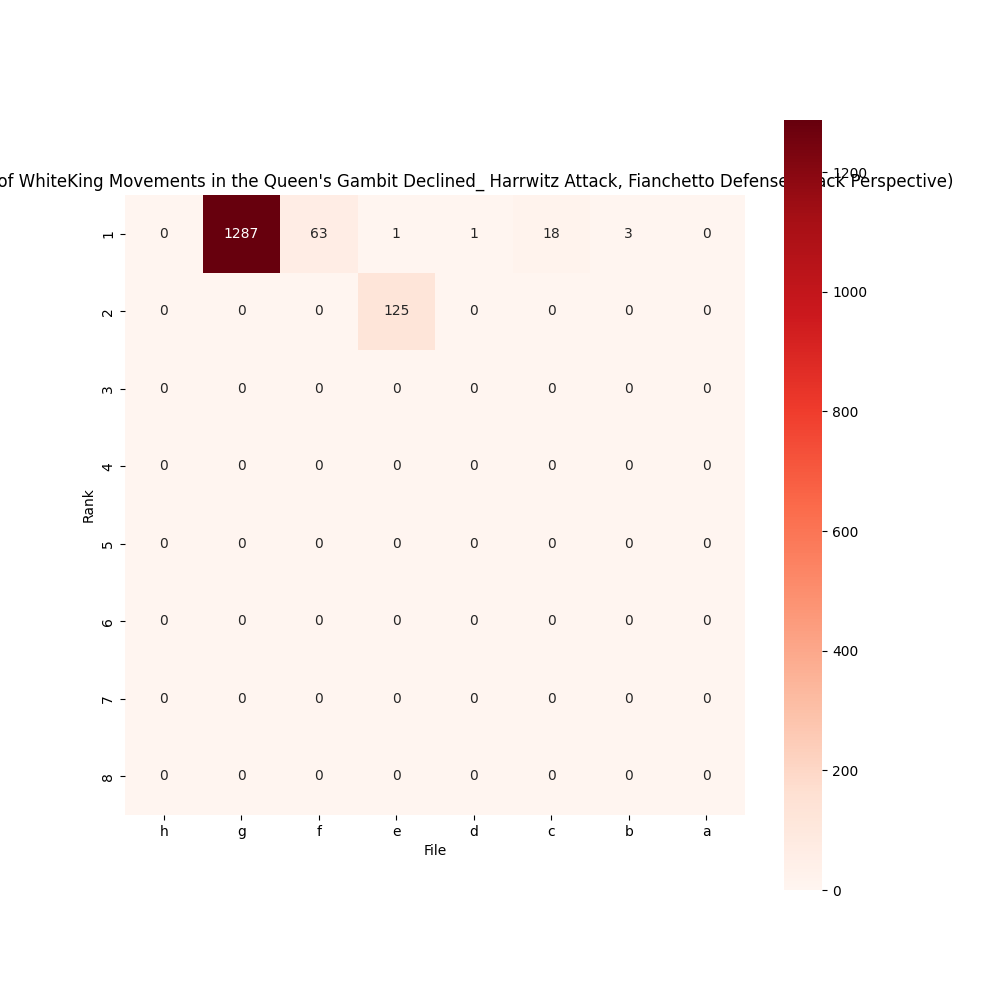 of WhiteKing Movements in the Queen's Gambit Declined_ Harrwitz Attack, Fianchetto Defense Perspective)
1200
1 0 1287 63 1 1 18 3 0
2 0 0 0 125 0 0 0 0
1000
3 0 0 0 0 0 0 0 0
800
4 0 0 0 0 0 0 0 0
Rank
5 0 0 0 0 0 0 0 0
600
6 0 0 0 0 0 0 0 0
400
7 0 0 0 0 0 0 0 0
200
8 0 0 0 0 0 0 0 0
h g f e d c b a
File
0